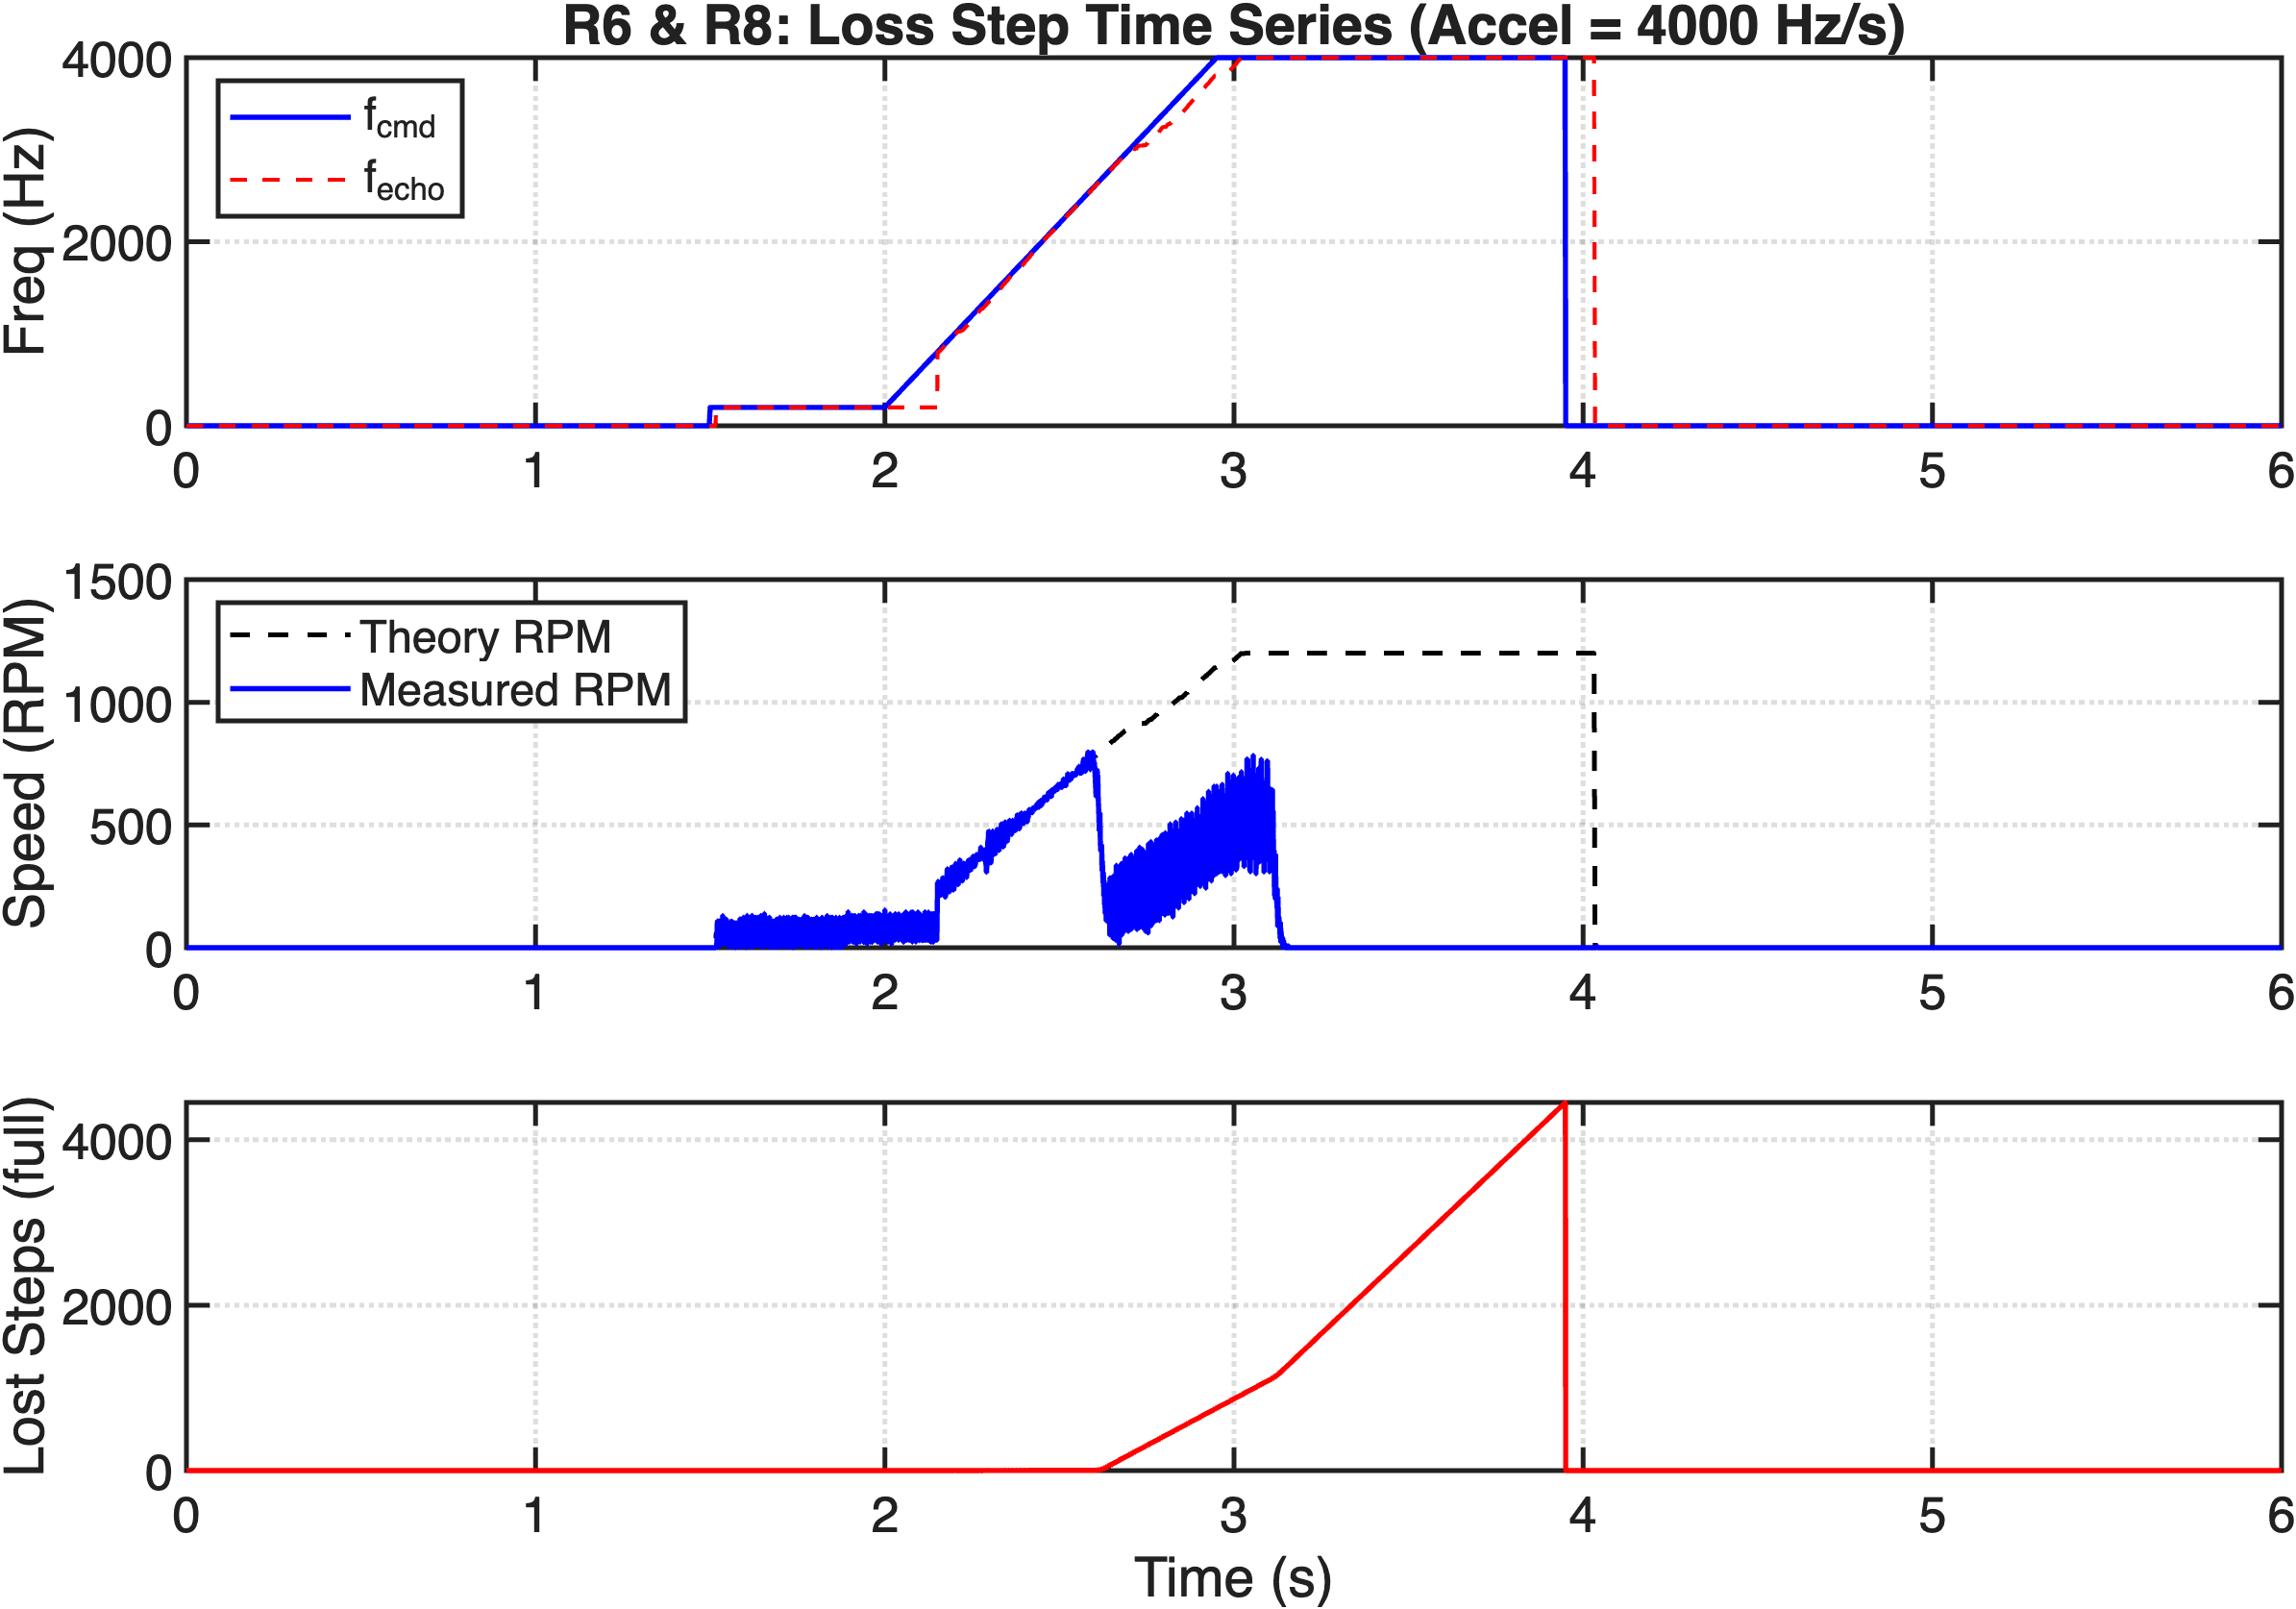 R6 & R8: Loss Step Time Series (Accel = 4000 Hz/s)
Freq (Hz)
4000
2000
0
f_cmd
f_echo
0 1 2 3 4 5 6
Speed (RPM)
1500
1000
500
0
Theory RPM
Measured RPM
0 1 2 3 4 5 6
Lost Steps (full)
4000
2000
0
0 1 2 3 4 5 6
Time (s)